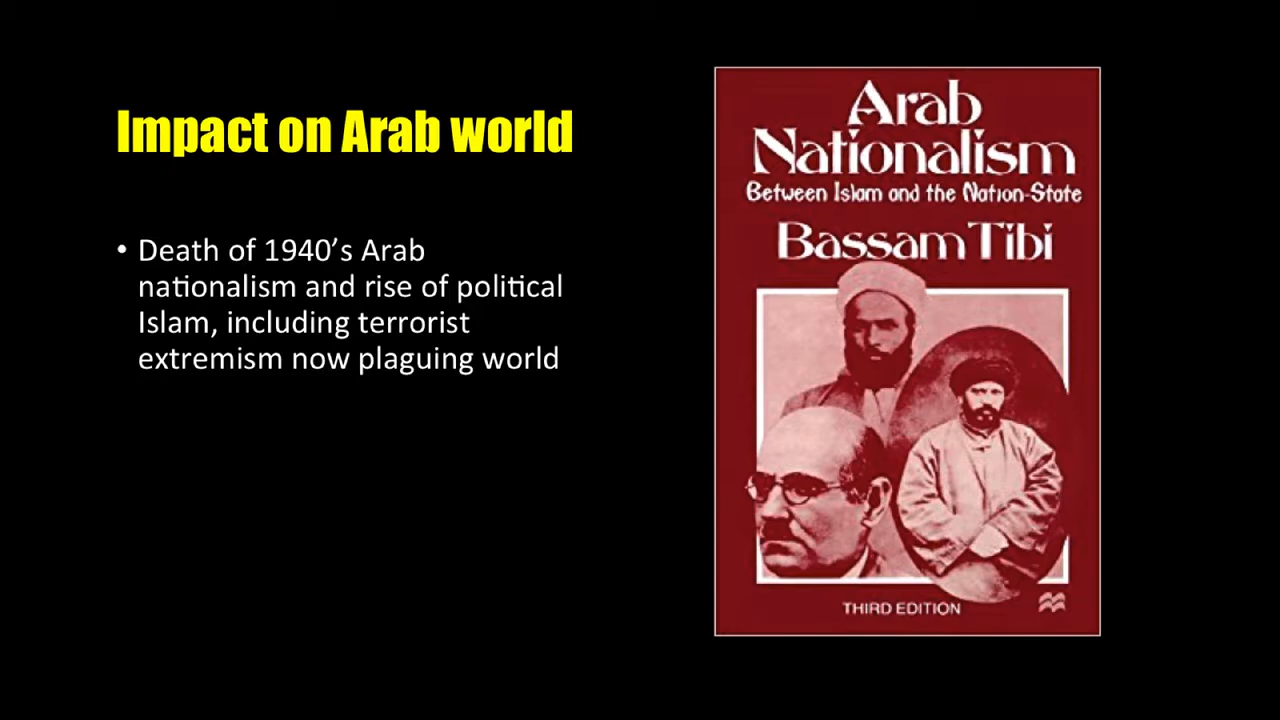 Impact on Arab world
• Death of 1940’s Arab
nationalism and rise of political
Islam, including terrorist
extremism now plaguing world
Arab
Nationalism
Between Islam and the Nation-State
Bassam Tibi
THIRD EDITION